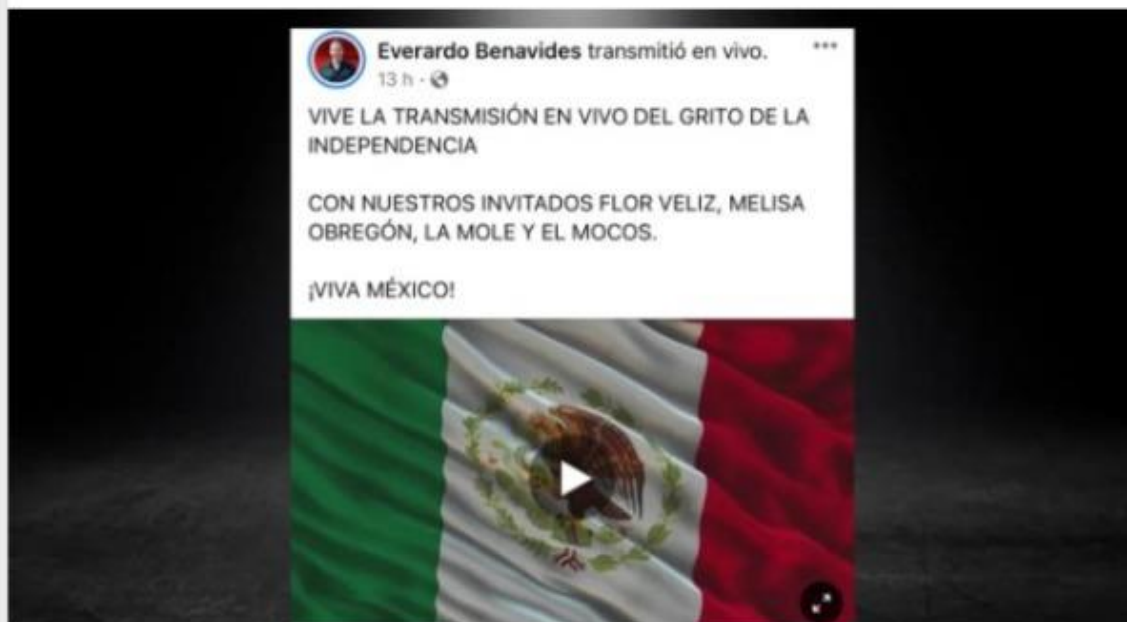 Everardo Benavides transmitió en vivo.
13 h ·
VIVE LA TRANSMISIÓN EN VIVO DEL GRITO DE LA
INDEPENDENCIA
CON NUESTROS INVITADOS FLOR VELIZ, MELISA
OBREGÓN, LA MOLE Y EL MOCOS.
¡VIVA MÉXICO!